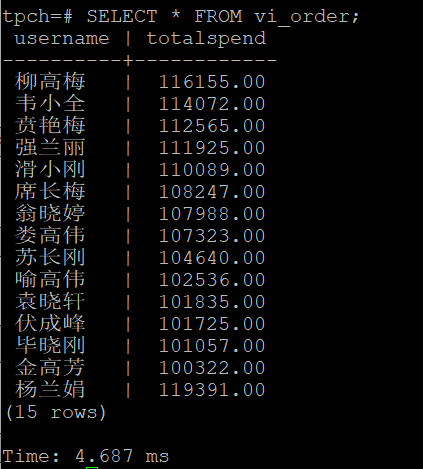 tpch=# SELECT * FROM vi_order;
username | totalspend
----------+------------
柳高梅 | 116155.00
韦小全 | 114072.00
贲艳梅 | 112565.00
强兰丽 | 111925.00
滑小刚 | 110089.00
席长梅 | 108247.00
翁晓婷 | 107988.00
娄高伟 | 107323.00
苏长刚 | 104640.00
喻高伟 | 102536.00
袁晓轩 | 101835.00
伏成峰 | 101725.00
毕晓刚 | 101057.00
金高芳 | 100322.00
杨兰娟 | 119391.00
(15 rows)
Time: 4.687 ms